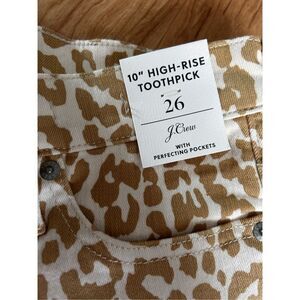 10" HIGH-RISE
TOOTHPICK
26
J.Crew
WITH
PERFECTING POCKETS